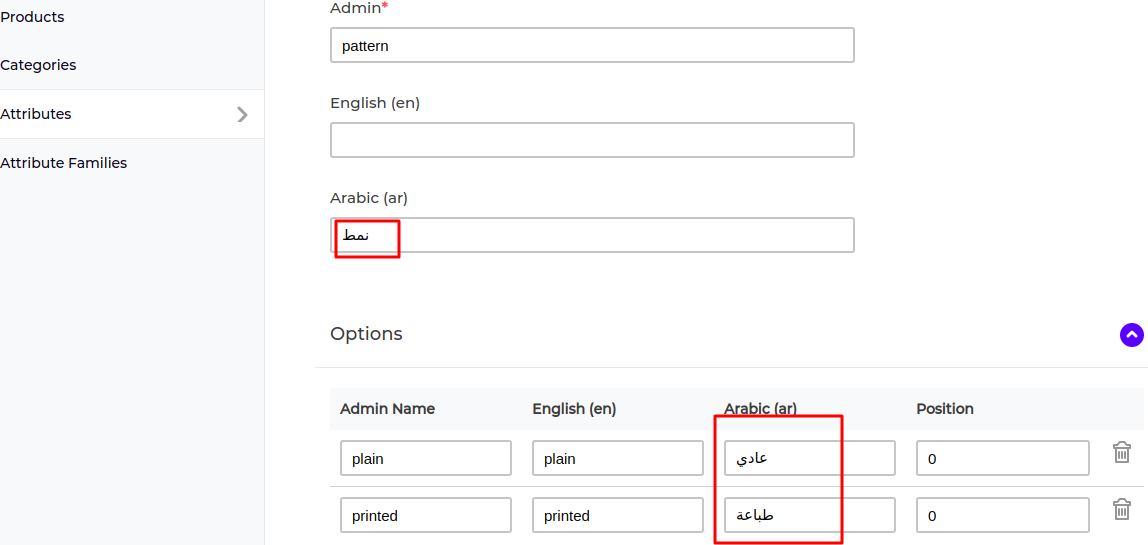 Products
Categories
Attributes
Attribute Families
Admin*
pattern
English (en)
Arabic (ar)
نمط
Options
Admin Name English (en) Arabic (ar) Position
plain plain عادي 0
printed printed طباعة 0